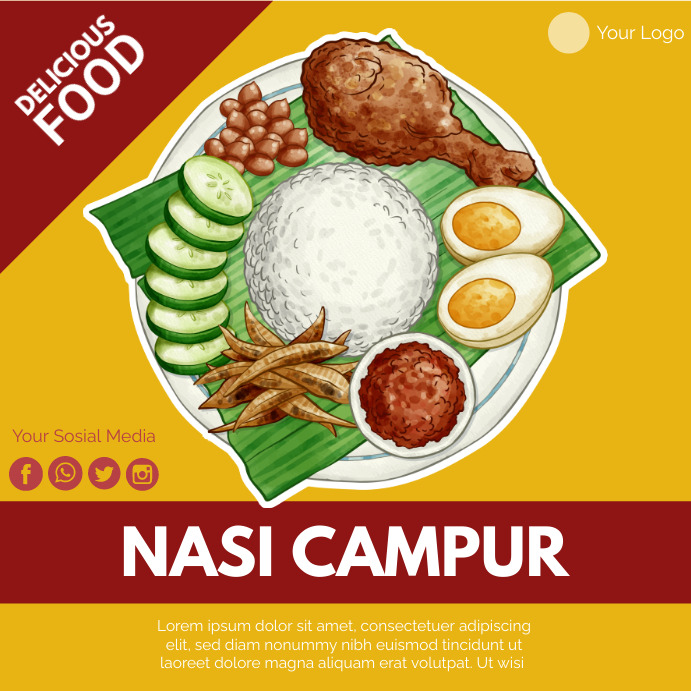 DELICIOUS
FOOD
Your Logo
Your Sosial Media
NASI CAMPUR
Lorem ipsum dolor sit amet, consectetuer adipiscing
elit, sed diam nonummy nibh euismod tincidunt ut
laoreet dolore magna aliquam erat volutpat. Ut wisi